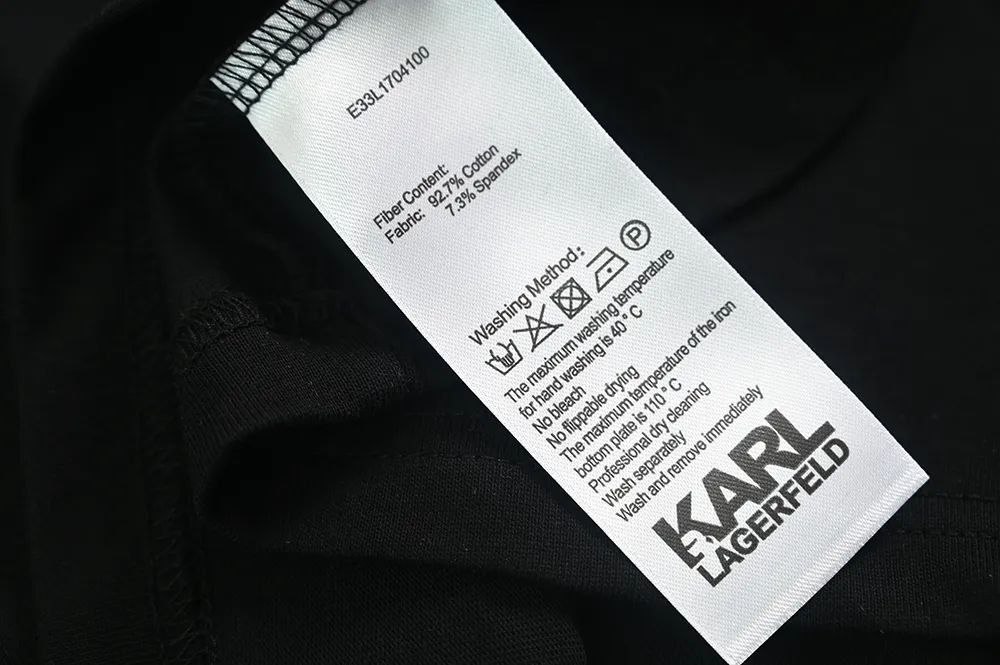 E33L1704100
Fiber Content:
Fabric: 92.7% Cotton
7.3% Spandex
Washing Method:
P
The maximum washing temperature
for hand washing is 40°C
No bleach
No flippable drying
The maximum temperature of the iron
bottom plate is 110°C
Professional dry cleaning
Wash separately
Wash and remove immediately
KARL
LAGERFELD